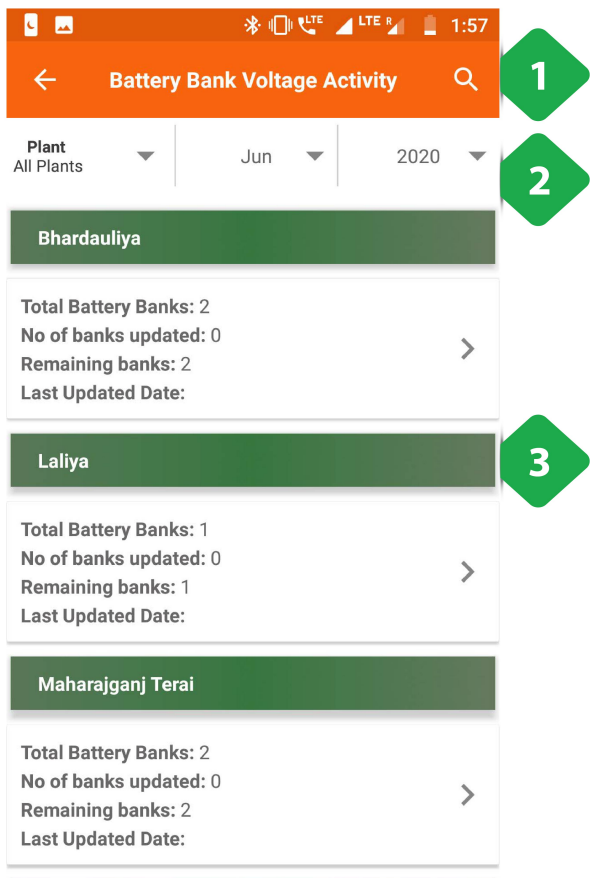 LTE LTE R 1:57
Battery Bank Voltage Activity
1
Plant
All Plants
Jun
2020
2
Bhardauliya
Total Battery Banks: 2
No of banks updated: 0
Remaining banks: 2
Last Updated Date:
Laliya
3
Total Battery Banks: 1
No of banks updated: 0
Remaining banks: 1
Last Updated Date:
Maharajganj Terai
Total Battery Banks: 2
No of banks updated: 0
Remaining banks: 2
Last Updated Date: